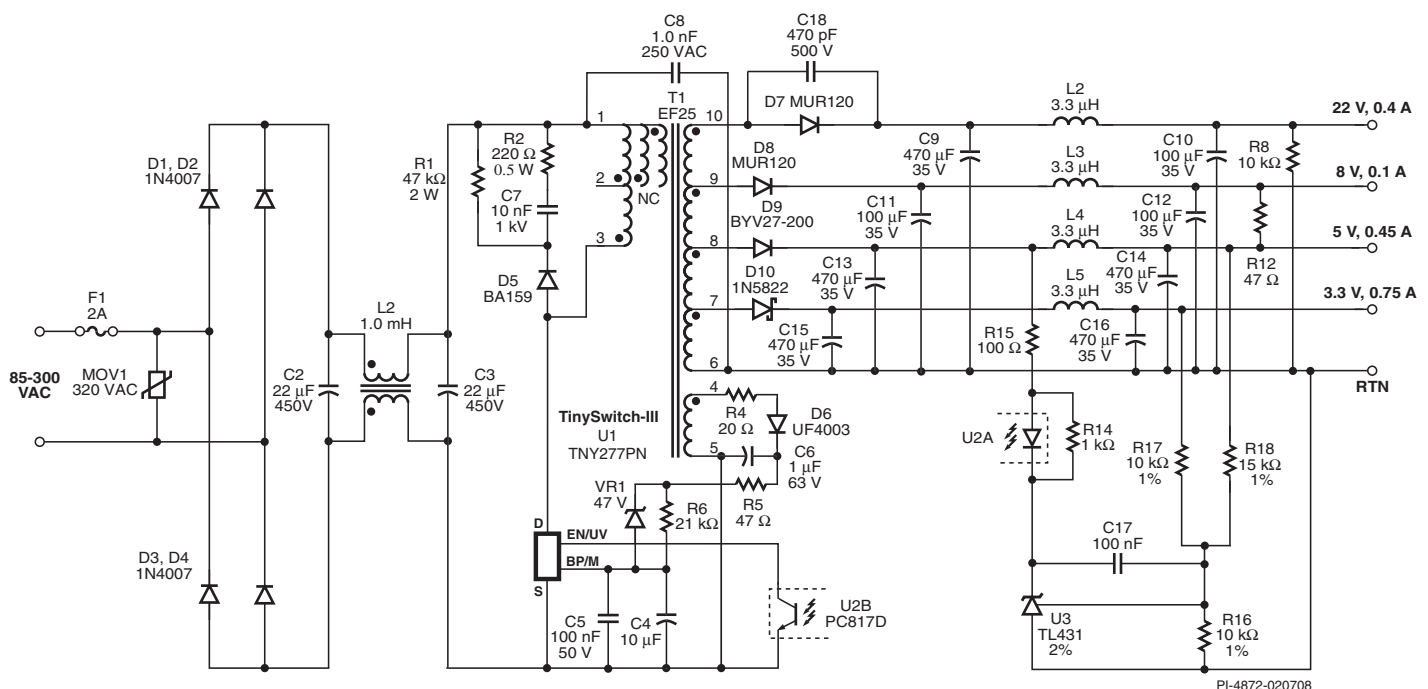 C8
1.0 nF
250 VAC
C18
470 pF
500 V
D7 MUR120
T1
EF25
1
2
3
NC
10
9
8
7
6
4
5
D1, D2
1N4007
R1
47 kΩ
2 W
R2
220 Ω
0.5 W
C7
10 nF
1 kV
D5
BA159
D8
MUR120
D9
BYV27-200
D10
1N5822
C9
470 µF
35 V
C11
100 µF
35 V
C13
470 µF
35 V
C15
470 µF
35 V
L2
3.3 µH
L3
3.3 µH
L4
3.3 µH
L5
3.3 µH
C10
100 µF
35 V
C12
100 µF
35 V
C14
470 µF
35 V
C16
470 µF
35 V
R8
10 kΩ
R12
47 Ω
22 V, 0.4 A
8 V, 0.1 A
5 V, 0.45 A
3.3 V, 0.75 A
RTN
F1
2A
85-300
VAC
MOV1
320 VAC
C2
22 µF
450V
L2
1.0 mH
C3
22 µF
450V
TinySwitch-III
U1
TNY277PN
R4
20 Ω
D6
UF4003
C6
1 µF
63 V
R5
47 Ω
VR1
47 V
R6
21 kΩ
D
EN/UV
BP/M
S
C5
100 nF
50 V
C4
10 µF
U2B
PC817D
R15
100 Ω
U2A
R14
1 kΩ
R17
10 kΩ
1%
R18
15 kΩ
1%
C17
100 nF
U3
TL431
2%
R16
10 kΩ
1%
D3, D4
1N4007
PI-4872-020708